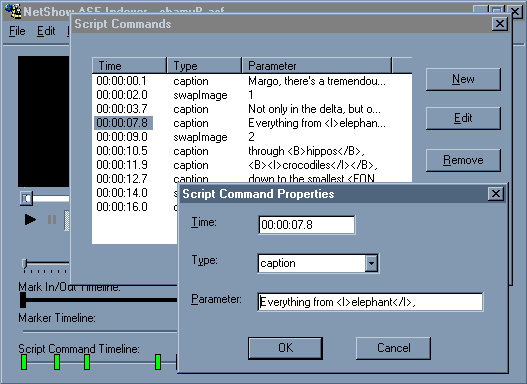 NetShow ASF Indexer - 
Script Commands
File Edit
Time Type Parameter
00:00:00.1 caption Margo, there's a tremendou...
00:00:02.0 swapImage 1
00:00:03.7 caption Not only in the delta, but o...
00:00:07.8 caption Everything from <I>elephan...
00:00:09.0 swapImage 2
00:00:10.5 caption through <B>hippos</B>,
00:00:11.9 caption <B><I>crocodiles</I></B>,
00:00:12.7 caption down to the smallest <FON
00:00:14.0
00:00:16.0
New
Edit
Remove
Script Command Properties
Time: 00:00:07.8
Type: caption
Parameter: Everything from <I>elephant</I>,
OK Cancel
Mark In/Out Timeline:
Marker Timeline:
Script Command Timeline: